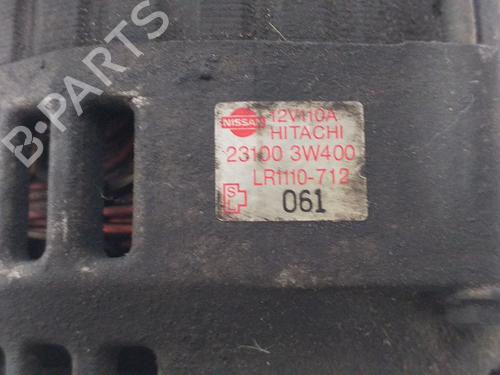 B-PARTS
NISSAN
12V110A
HITACHI
23100 3W400
LR1110-712
S
L
061